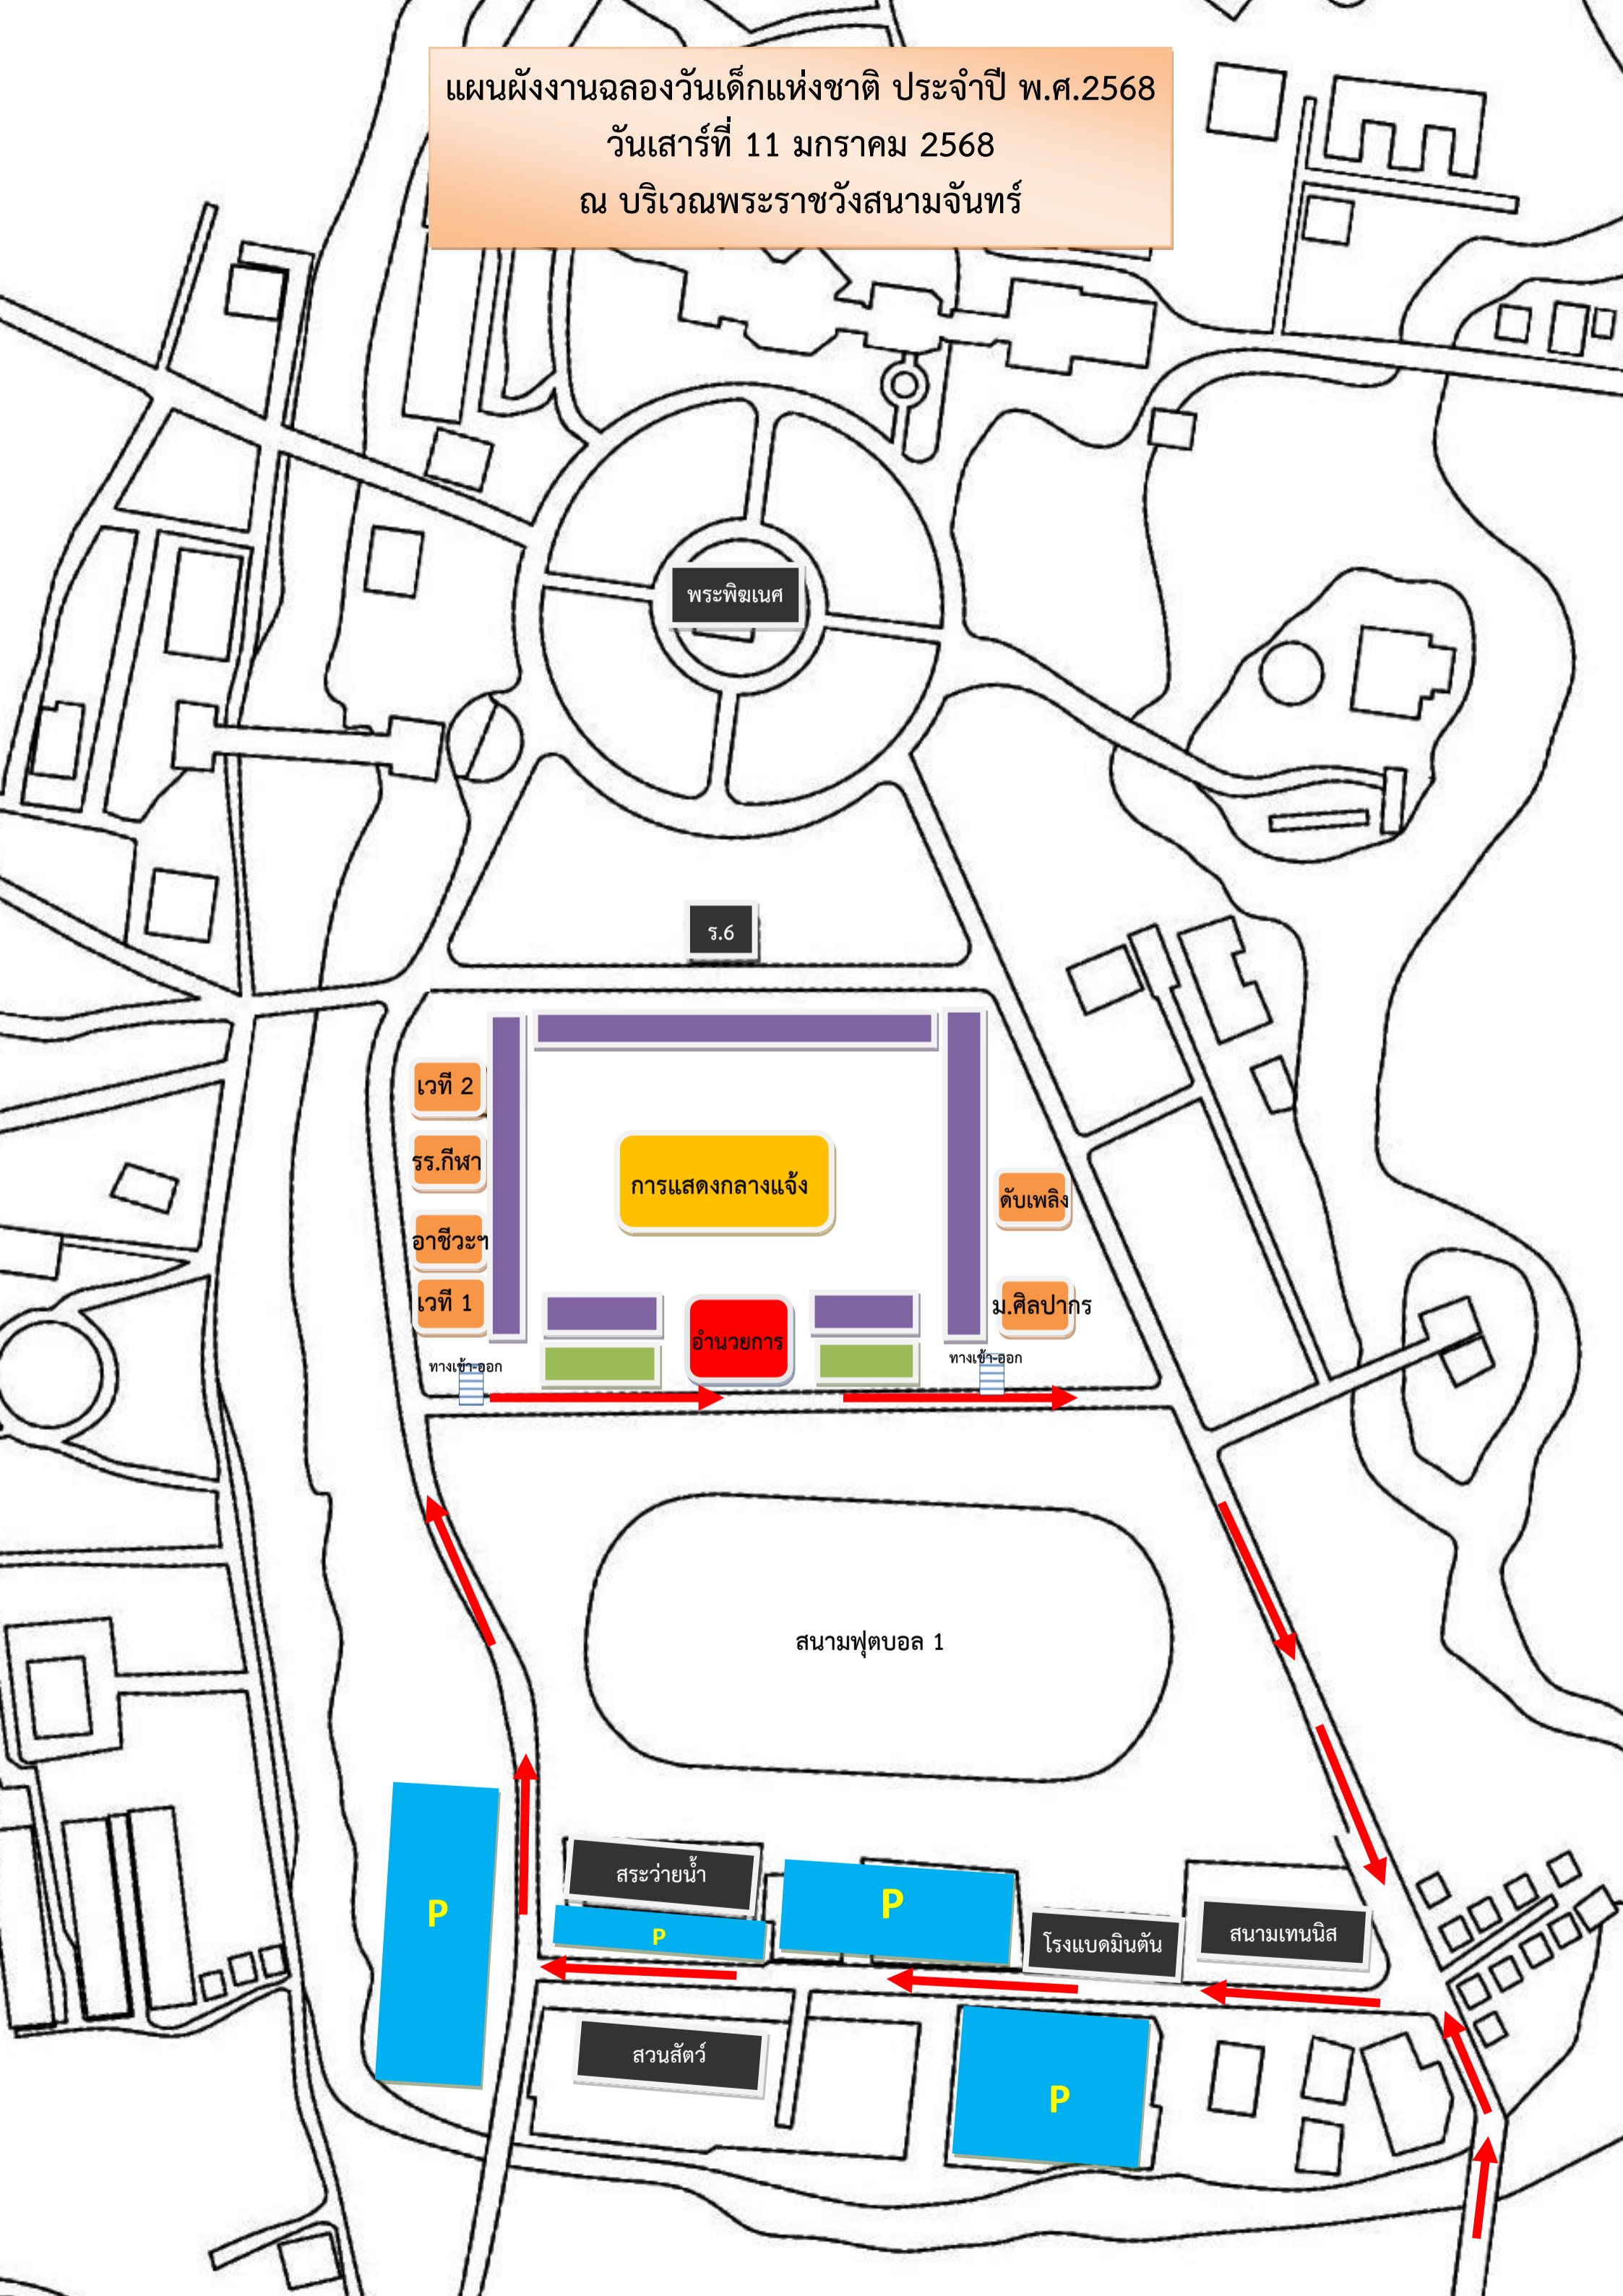 แผนผังงานฉลองวันเด็กแห่งชาติ ประจำปี พ.ศ.2568
วันเสาร์ที่ 11 มกราคม 2568
ณ บริเวณพระราชวังสนามจันทร์
พระพิฆเนศ
ร.6
เวที 2
รร.กีฬา
การแสดงกลางแจ้ง
ดับเพลิง
อาชีวะฯ
เวที 1
ม.ศิลปากร
อำนวยการ
ทางเข้า-ออก
ทางเข้า-ออก
สนามฟุตบอล 1
สระว่ายน้ำ
P
P
P
โรงแบดมินตัน
สนามเทนนิส
สวนสัตว์
P